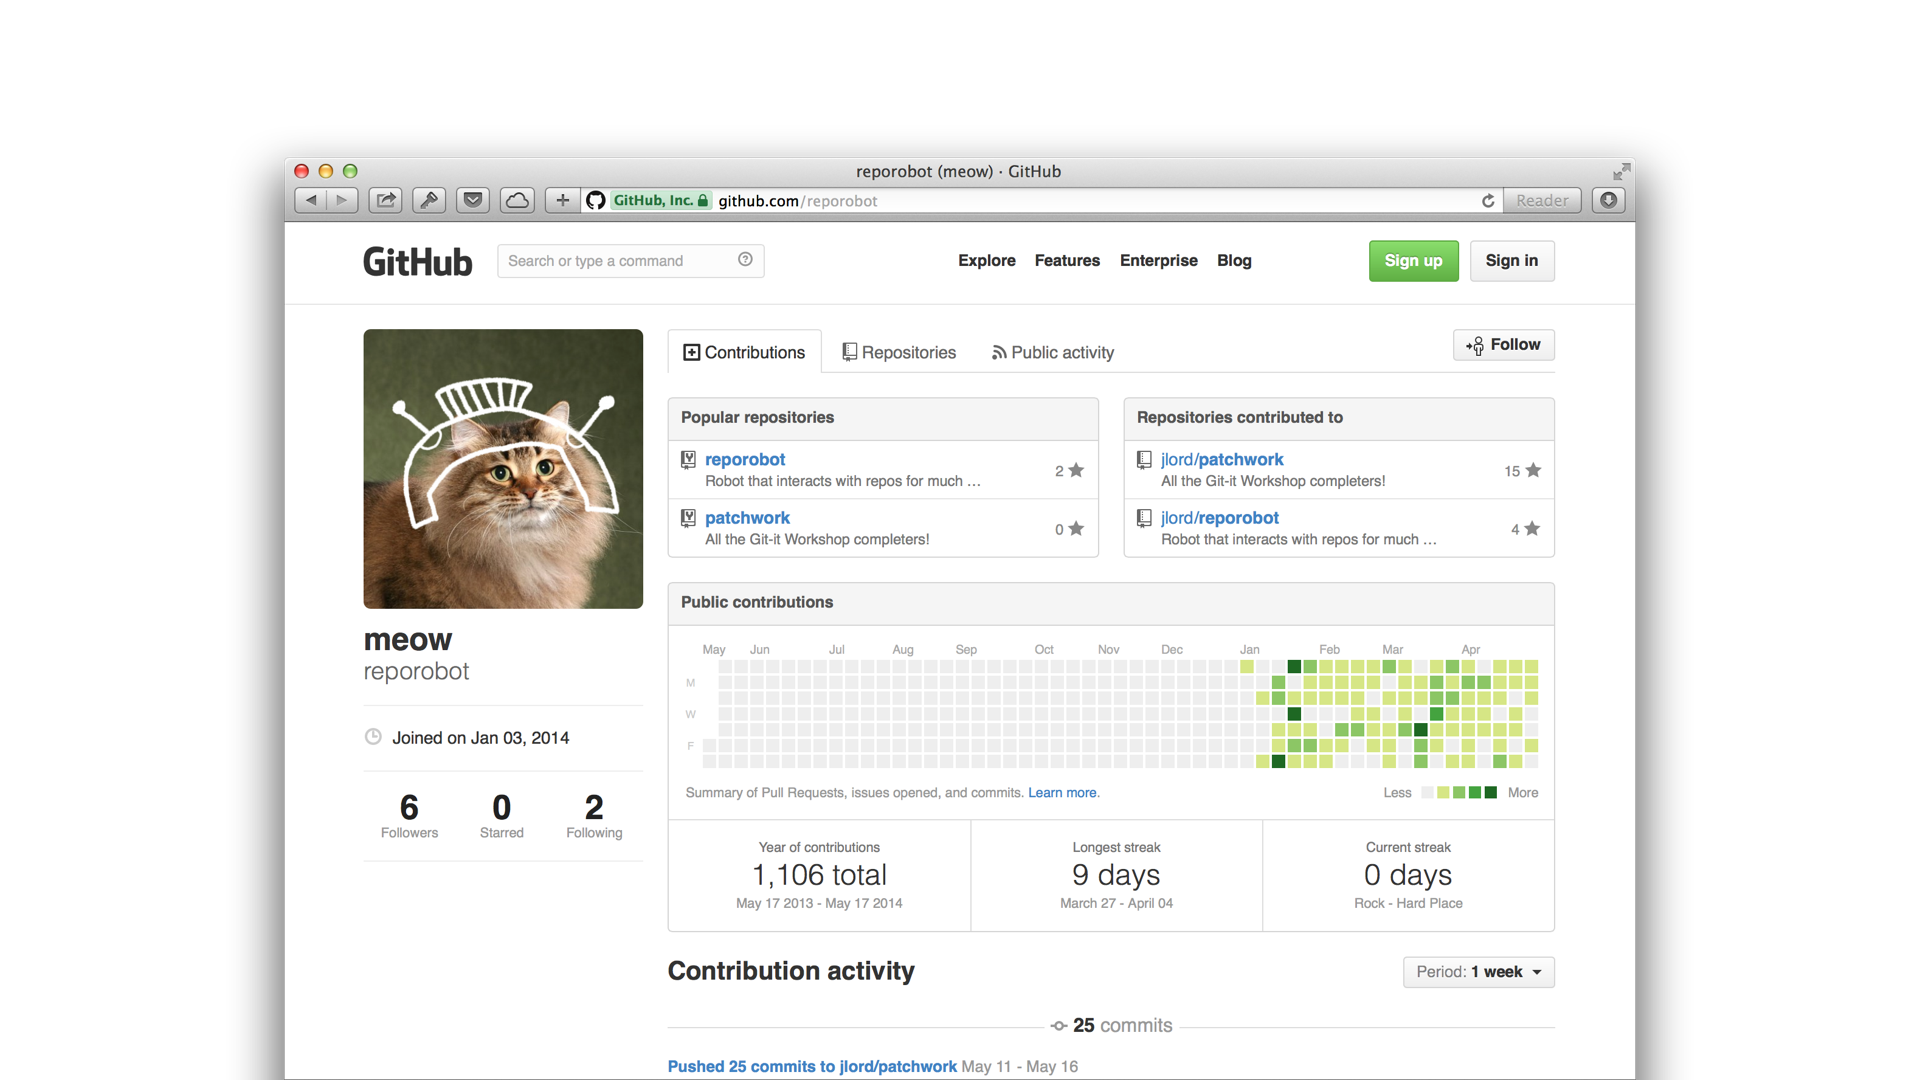 reporobot (meow) · GitHub
GitHub, Inc. github.com/reporobot
Reader
GitHub
Search or type a command
Explore Features Enterprise Blog
Sign up
Sign in
Contributions
Repositories
Public activity
Follow
Popular repositories
reporobot
Robot that interacts with repos for much …
2
patchwork
All the Git-it Workshop completers!
0
Repositories contributed to
jlord/patchwork
All the Git-it Workshop completers!
15
jlord/reporobot
Robot that interacts with repos for much …
4
meow
reporobot
Joined on Jan 03, 2014
6
Followers
0
Starred
2
Following
Public contributions
May Jun Jul Aug Sep Oct Nov Dec Jan Feb Mar Apr
M
W
F
Summary of Pull Requests, issues opened, and commits. Learn more.
Less More
Year of contributions
1,106 total
May 17 2013 - May 17 2014
Longest streak
9 days
March 27 - April 04
Current streak
0 days
Rock - Hard Place
Contribution activity
Period: 1 week
25 commits
Pushed 25 commits to jlord/patchwork May 11 - May 16